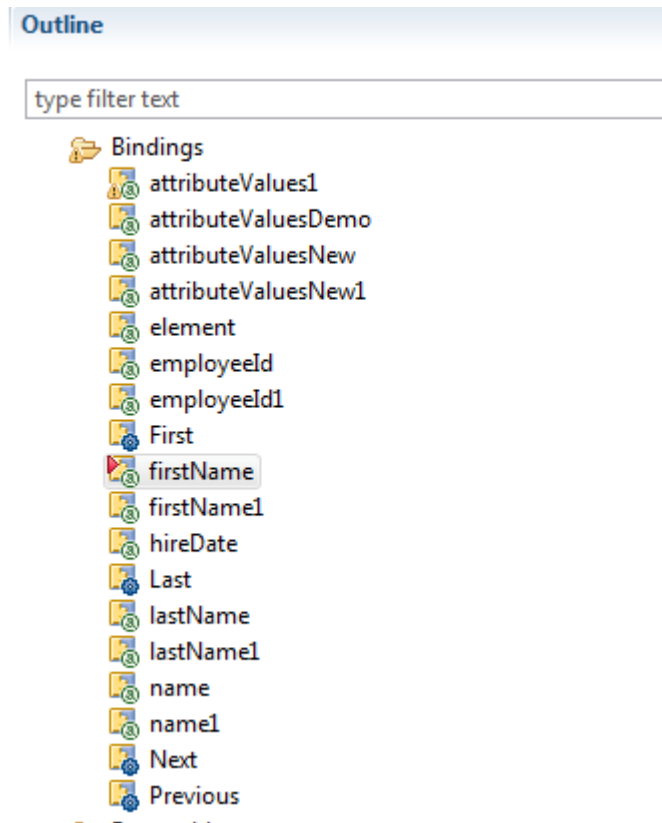 Outline
type filter text
Bindings
attributeValues1
attributeValuesDemo
attributeValuesNew
attributeValuesNew1
element
employeeId
employeeId1
First
firstName
firstName1
hireDate
Last
lastName
lastName1
name
name1
Next
Previous